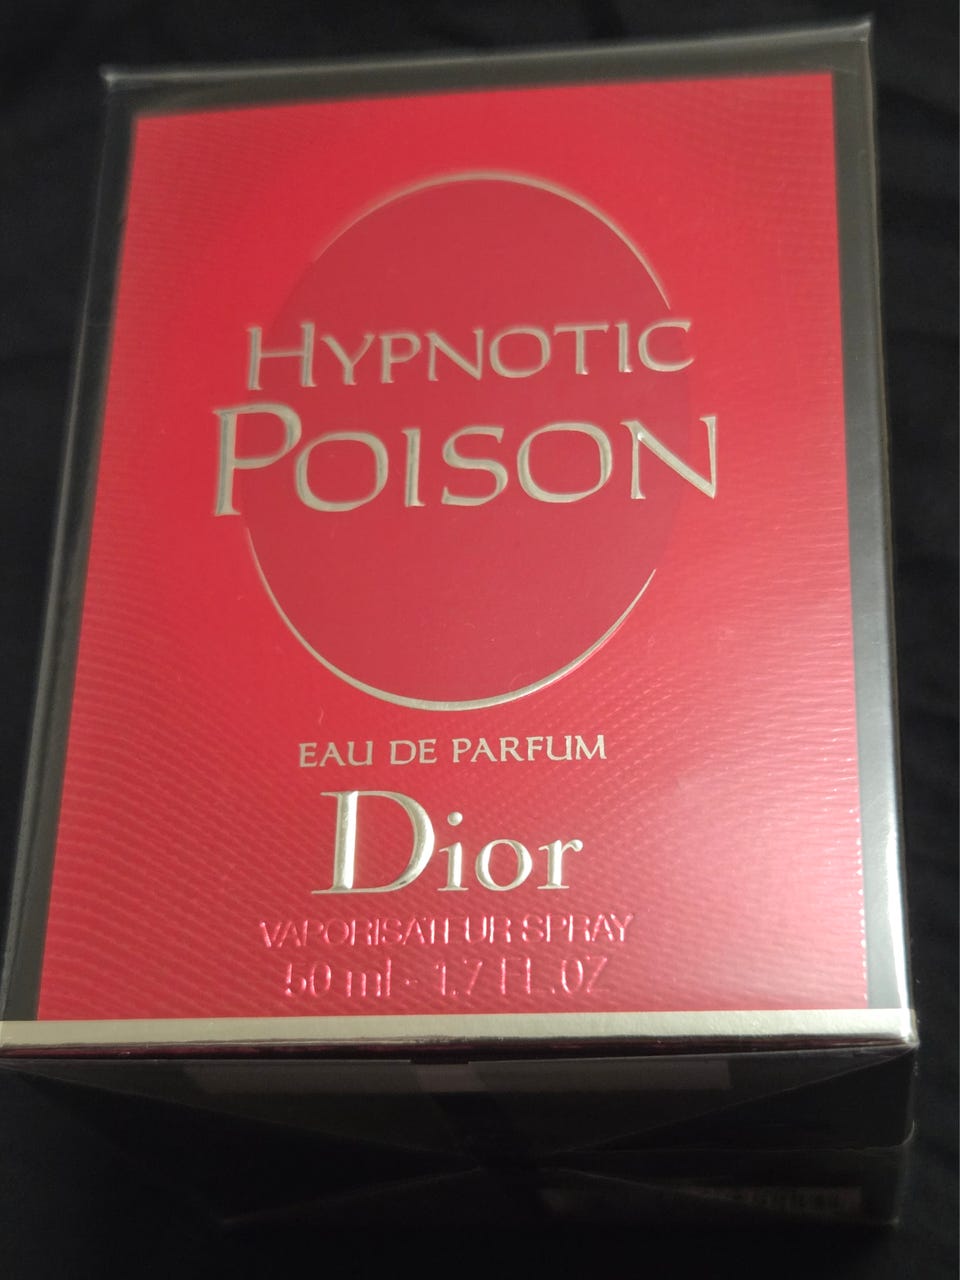 HYPNOTIC
POISON
EAU DE PARFUM
Dior
VAPORISATEUR SPRAY
50 ml - 1.7 FL.OZ